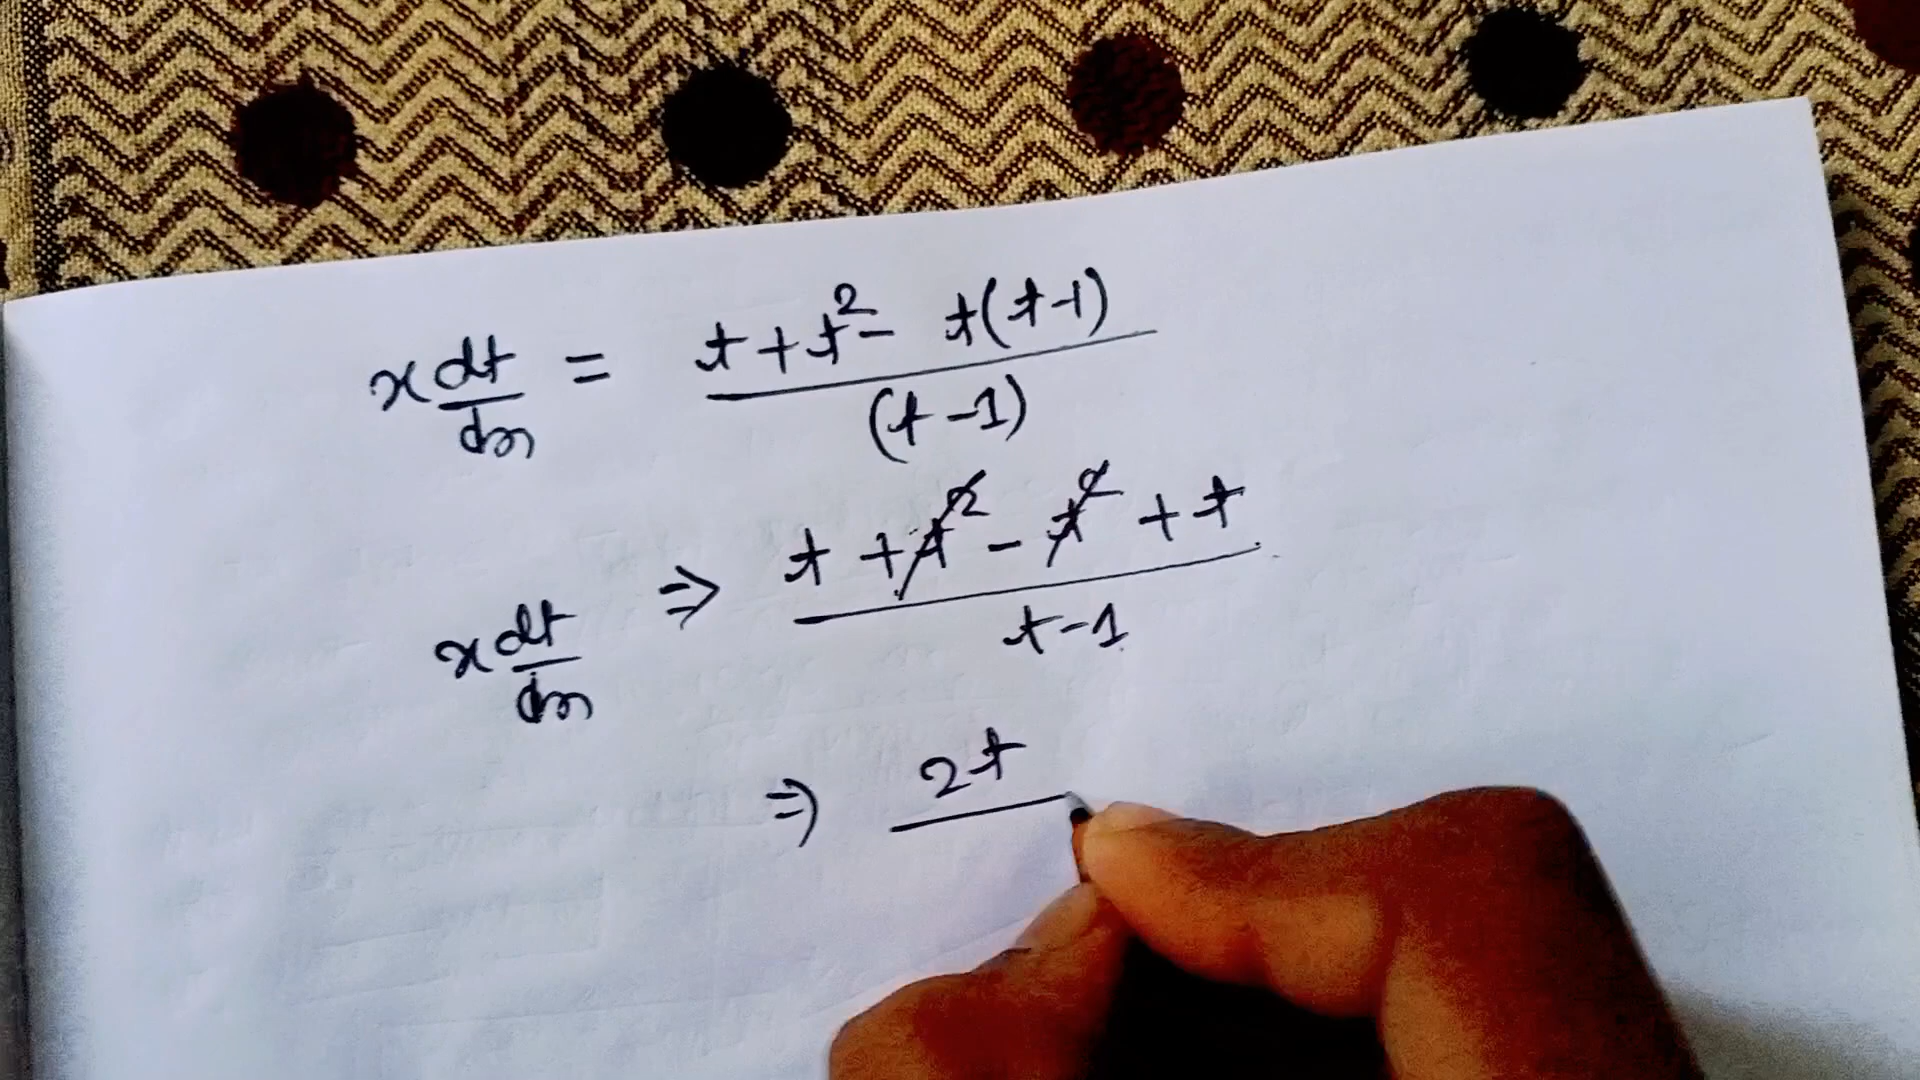 x dt/dx = t + t² - t(t-1) / (t-1)
x dt/dx ⇒ t + t² - t² + t / t-1
⇒ 2t